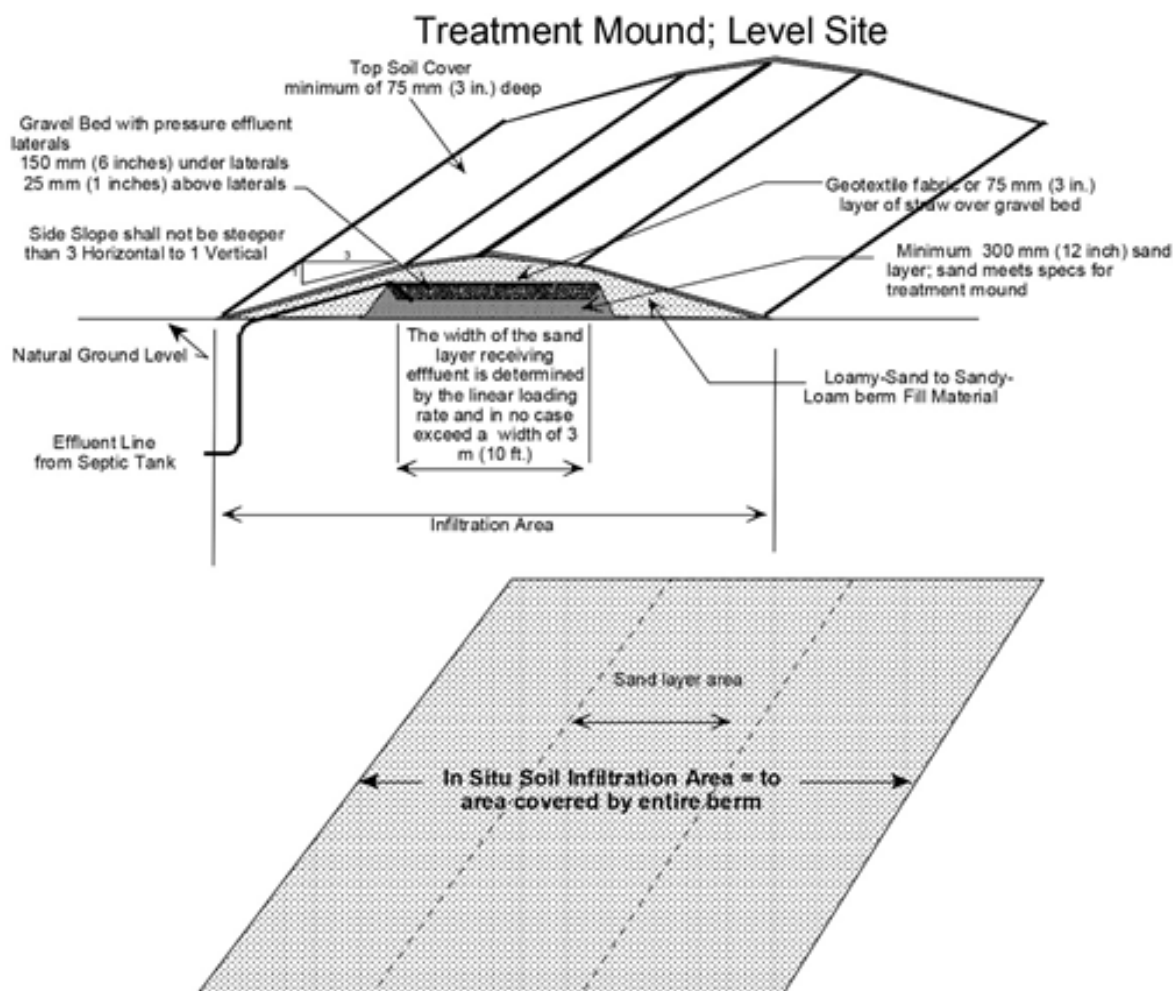 Treatment Mound; Level Site
Top Soil Cover
minimum of 75 mm (3 in.) deep
Gravel Bed with pressure effluent
laterals
150 mm (6 inches) under laterals
25 mm (1 inches) above laterals
Geotextile fabric or 75 mm (3 in.)
layer of straw over gravel bed
Side Slope shall not be steeper
than 3 Horizontal to 1 Vertical
3
1
Minimum 300 mm (12 inch) sand
layer; sand meets specs for
treatment mound
Natural Ground Level
The width of the sand
layer receiving
efffluent is determined
by the linear loading
rate and in no case
exceed a width of 3
m (10 ft.)
Loamy-Sand to Sandy-
Loam berm Fill Material
Effluent Line
from Septic Tank
Infiltration Area
Sand layer area
In Situ Soil Infiltration Area = to
area covered by entire berm